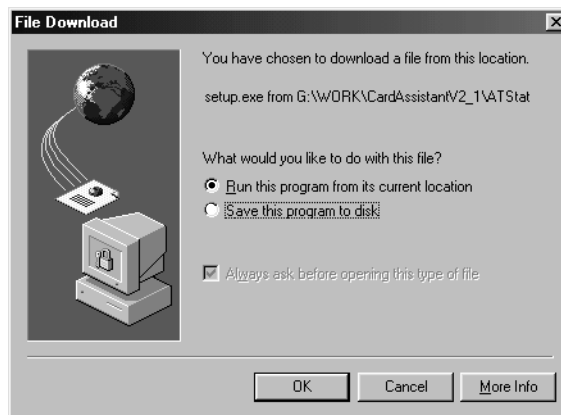 File Download
You have chosen to download a file from this location.
setup.exe from G:\WORK\CardAssistantV2_1\ATStat
What would you like to do with this file?
Run this program from its current location
Save this program to disk
Always ask before opening this type of file
OK Cancel More Info